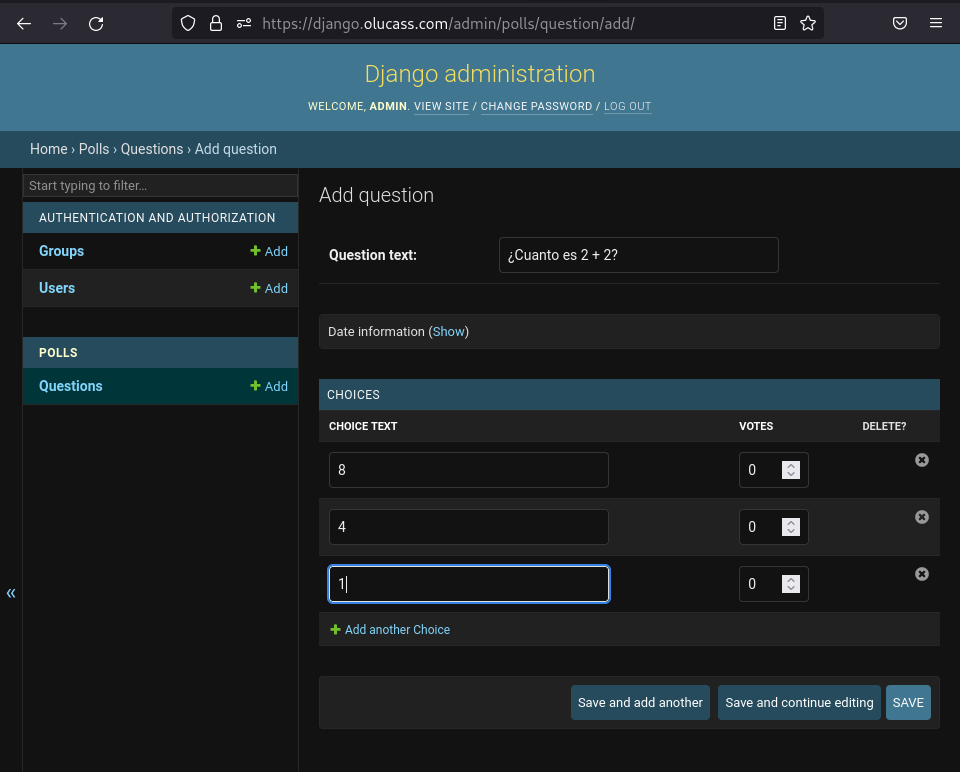 https://django.olucass.com/admin/polls/question/add/
Django administration
WELCOME, ADMIN. VIEW SITE / CHANGE PASSWORD / LOG OUT
Home › Polls › Questions › Add question
Start typing to filter...
AUTHENTICATION AND AUTHORIZATION
Groups + Add
Users + Add
POLLS
Questions + Add
«
Add question
Question text: ¿Cuanto es 2 + 2?
Date information (Show)
CHOICES
CHOICE TEXT VOTES DELETE?
8 0
4 0
1 0
+ Add another Choice
Save and add another Save and continue editing SAVE